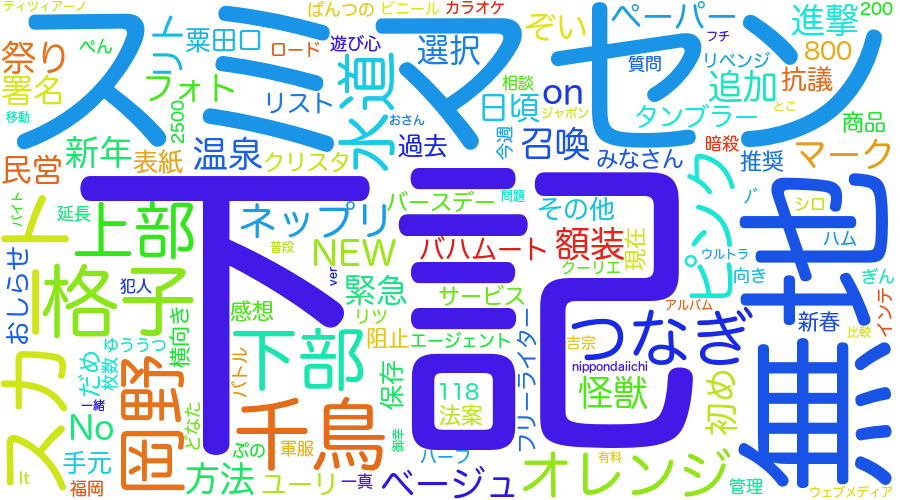 ティツィアーノ
ぱんつの
ビニール
カラオケ
200
スミマセン
祭り
ぺん
リト
粟田口
ロード
遊び心
選択
ぞい
ペーパー
フチ
進撃
署名
フォト
2500
リスト
水道
おさん
相談
日頃
on
ジャポン
質問
リベンジ
追加
800
抗議
とこ
移動
新年
表紙
温泉
クリスタ
過去
今週
召喚
タンブラー
みなさん
暗殺
推奨
商品
マーク
民営
下記
無地
スカート
上部
ネップリ
バースデー
問題
その他
ピンク
バ
シロ
バイト
延長
格子
NEW
バハムート
額装
現在
ウルトラ
ハム
おしらせ
犯人
普段
ver
クーリエ
向き
ぎん
感想
緊急
サービス
アルバム
インテ
横向き
リツ
阻止
エージェント
つなぎ
吉宗
新春
比較
だめ
枚数
ゆううつ
下部
バトル
保存
118
フリーライター
nippondaiichi
怪獣
初め
一緒
岡野
千鳥
法案
どなた
No
ぷの
軍服
御幸
ハーフ
オレンジ
有料
It
手元
福岡
方法
ユーリ
一真
ベージュ
管理
ウェブメディア